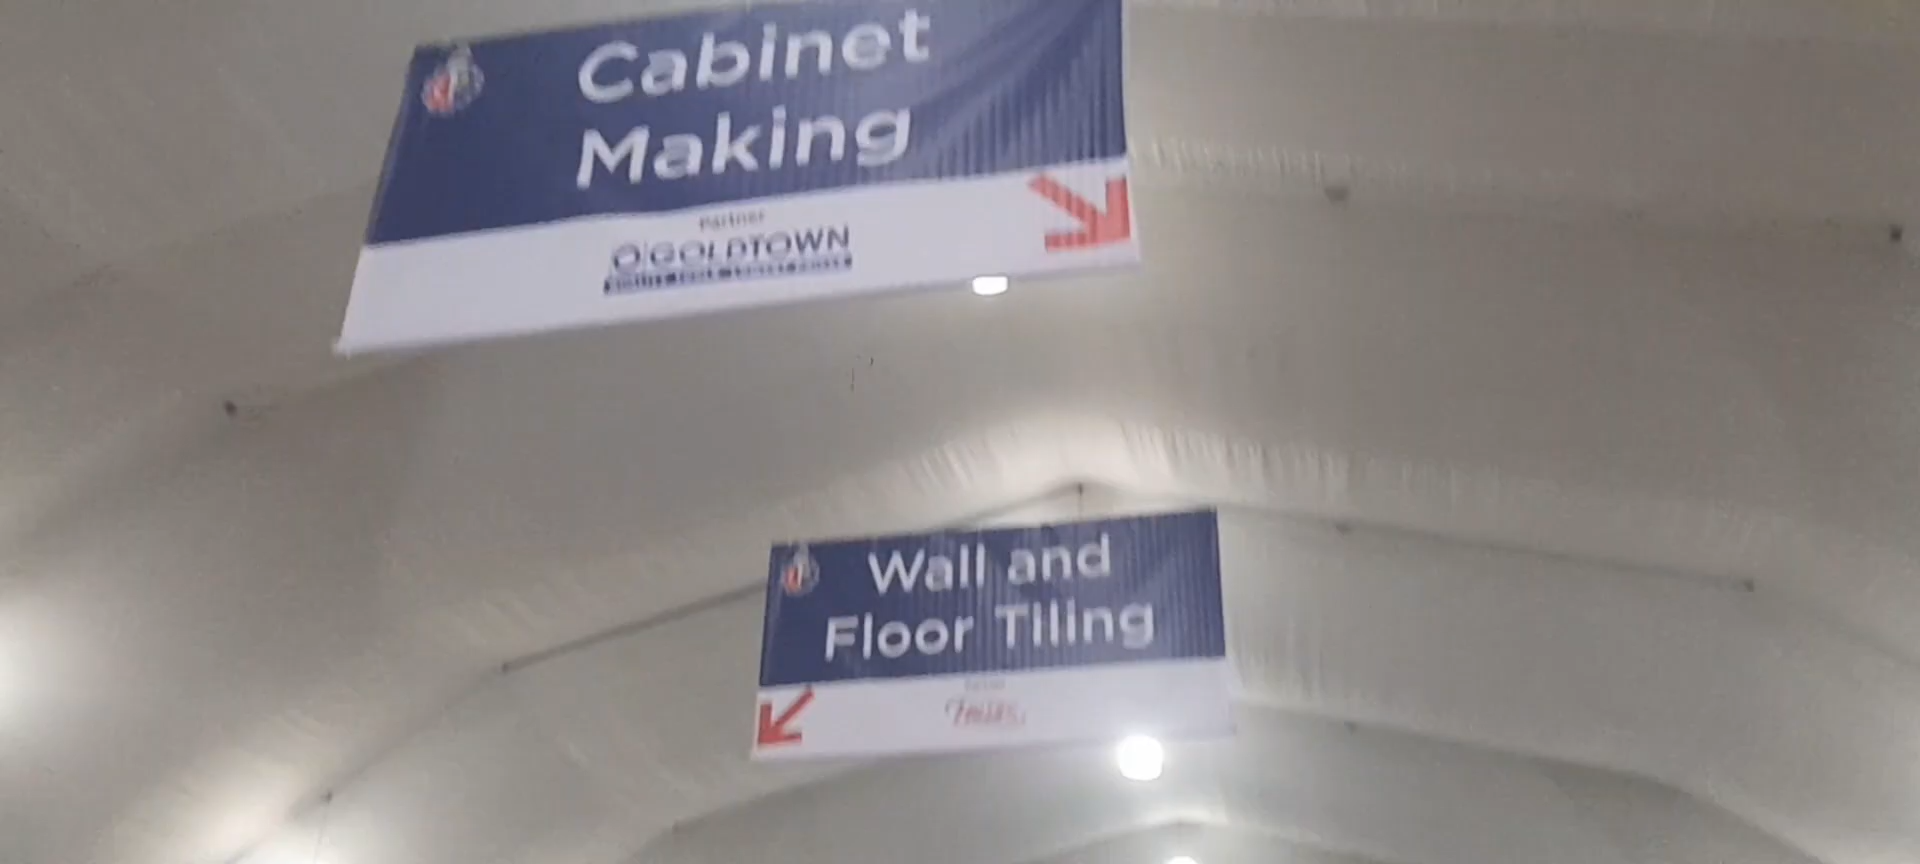 Cabinet
Making
Partner
GOLDTOWN
Wall and
Floor Tiling